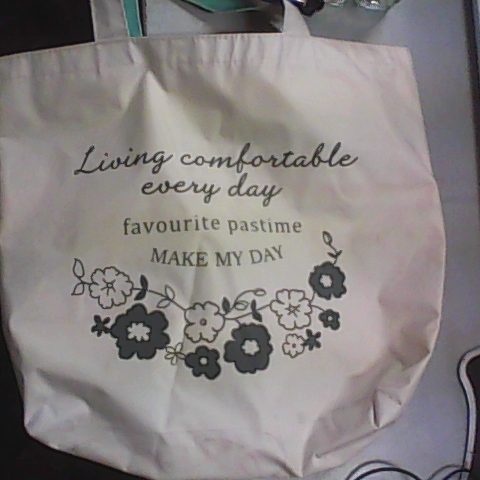 Living comfortable
every day
favourite pastime
MAKE MY DAY